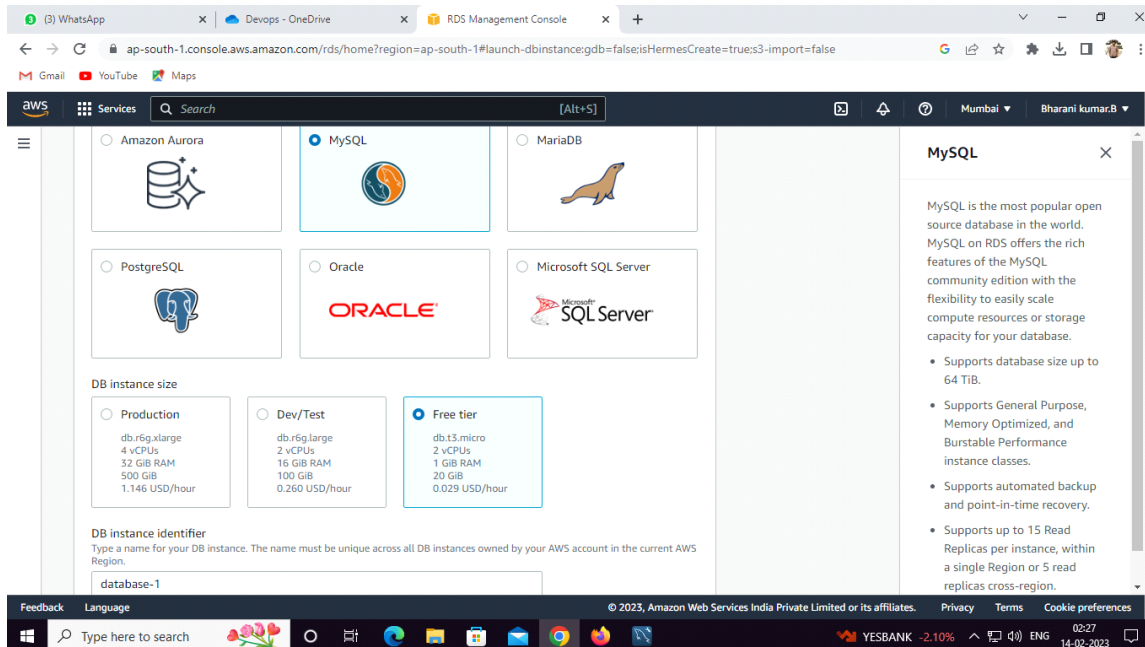 (3) WhatsApp
Devops - OneDrive
RDS Management Console
ap-south-1.console.aws.amazon.com/rds/home?region=ap-south-1#launch-dbinstance:gdb=false;isHermesCreate=true;s3-import=false
Gmail
YouTube
Maps
aws
Services
Search
[Alt+S]
Mumbai
Bharani kumar.B
Amazon Aurora
MySQL
MariaDB
PostgreSQL
Oracle
Microsoft SQL Server
ORACLE
Microsoft
SQL Server
DB instance size
Production
db.r6g.xlarge
4 vCPUs
32 GiB RAM
500 GiB
1.146 USD/hour
Dev/Test
db.r6g.large
2 vCPUs
16 GiB RAM
100 GiB
0.260 USD/hour
Free tier
db.t3.micro
2 vCPUs
1 GiB RAM
20 GiB
0.029 USD/hour
DB instance identifier
Type a name for your DB instance. The name must be unique across all DB instances owned by your AWS account in the current AWS
Region.
database-1
MySQL
MySQL is the most popular open
source database in the world.
MySQL on RDS offers the rich
features of the MySQL
community edition with the
flexibility to easily scale
compute resources or storage
capacity for your database.
• Supports database size up to
64 TiB.
• Supports General Purpose,
Memory Optimized, and
Burstable Performance
instance classes.
• Supports automated backup
and point-in-time recovery.
• Supports up to 15 Read
Replicas per instance, within
a single Region or 5 read
replicas cross-region.
Feedback
Language
© 2023, Amazon Web Services India Private Limited or its affiliates.
Privacy
Terms
Cookie preferences
Type here to search
YESBANK -2.10%
ENG
02:27
14-02-2023